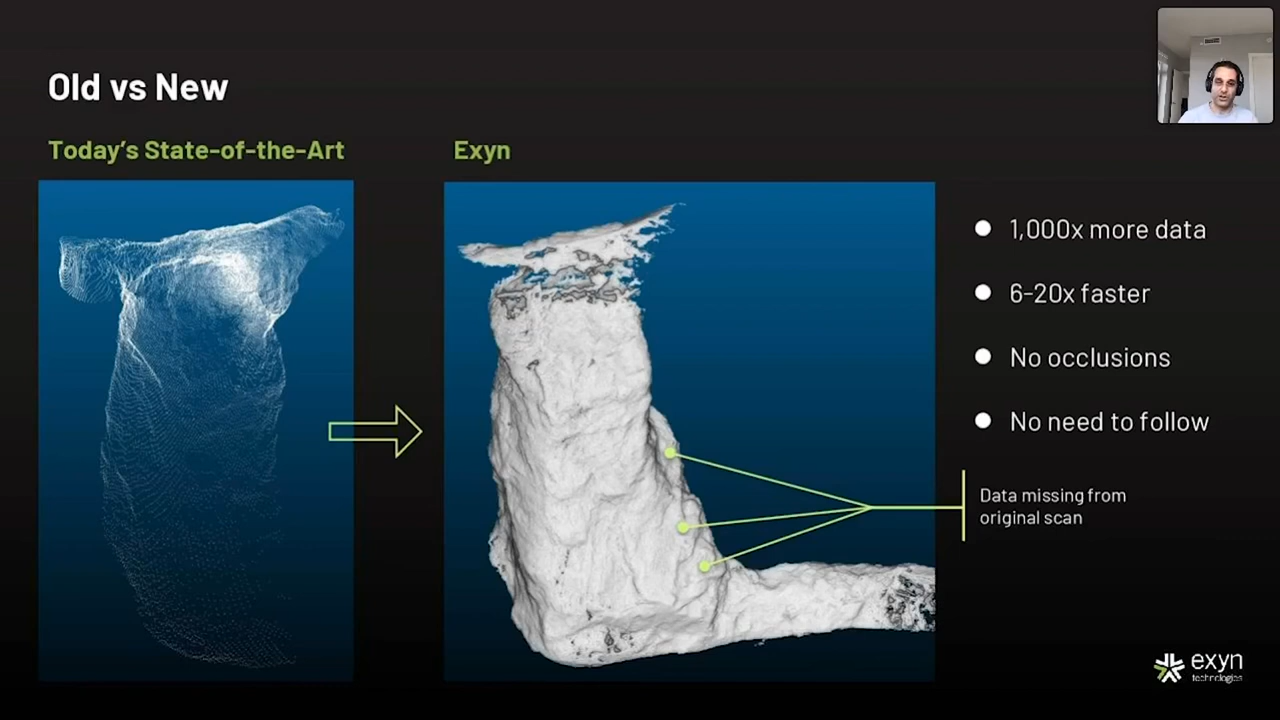 Old vs New
Today's State-of-the-Art
Exyn
1,000x more data
6-20x faster
No occlusions
No need to follow
Data missing from
original scan
exyn
technologies